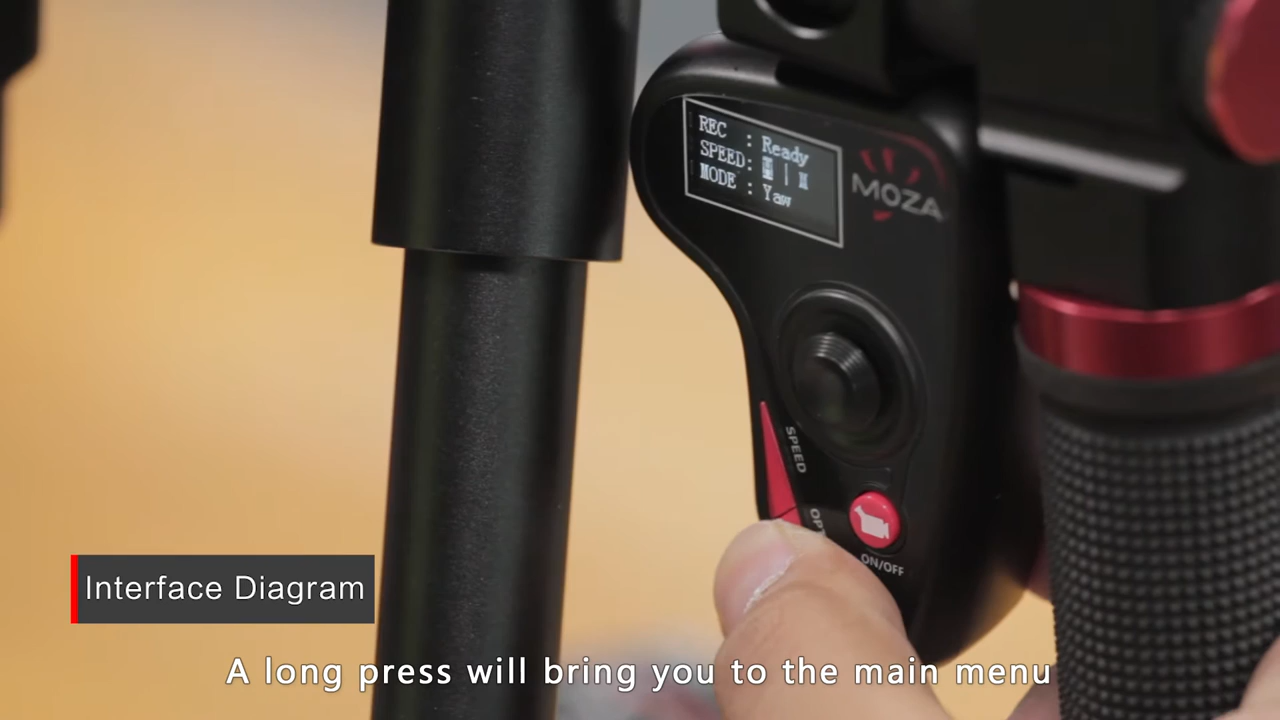 REC : Ready
SPEED: H | M
MODE : Yaw
MOZA
SPEED
ON/OFF
Interface Diagram
A long press will bring you to the main menu